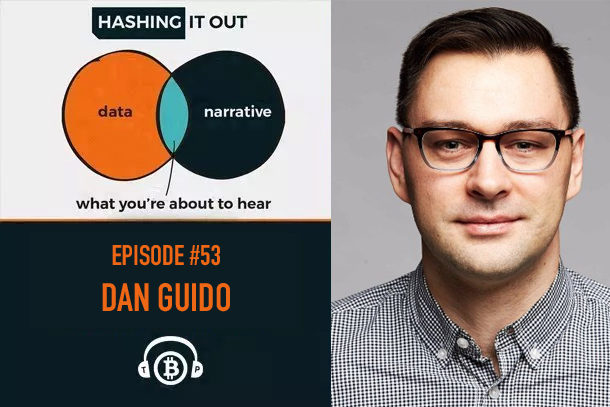 HASHING IT OUT
data
narrative
what you're about to hear
EPISODE #53
DAN GUIDO
T ₿ P